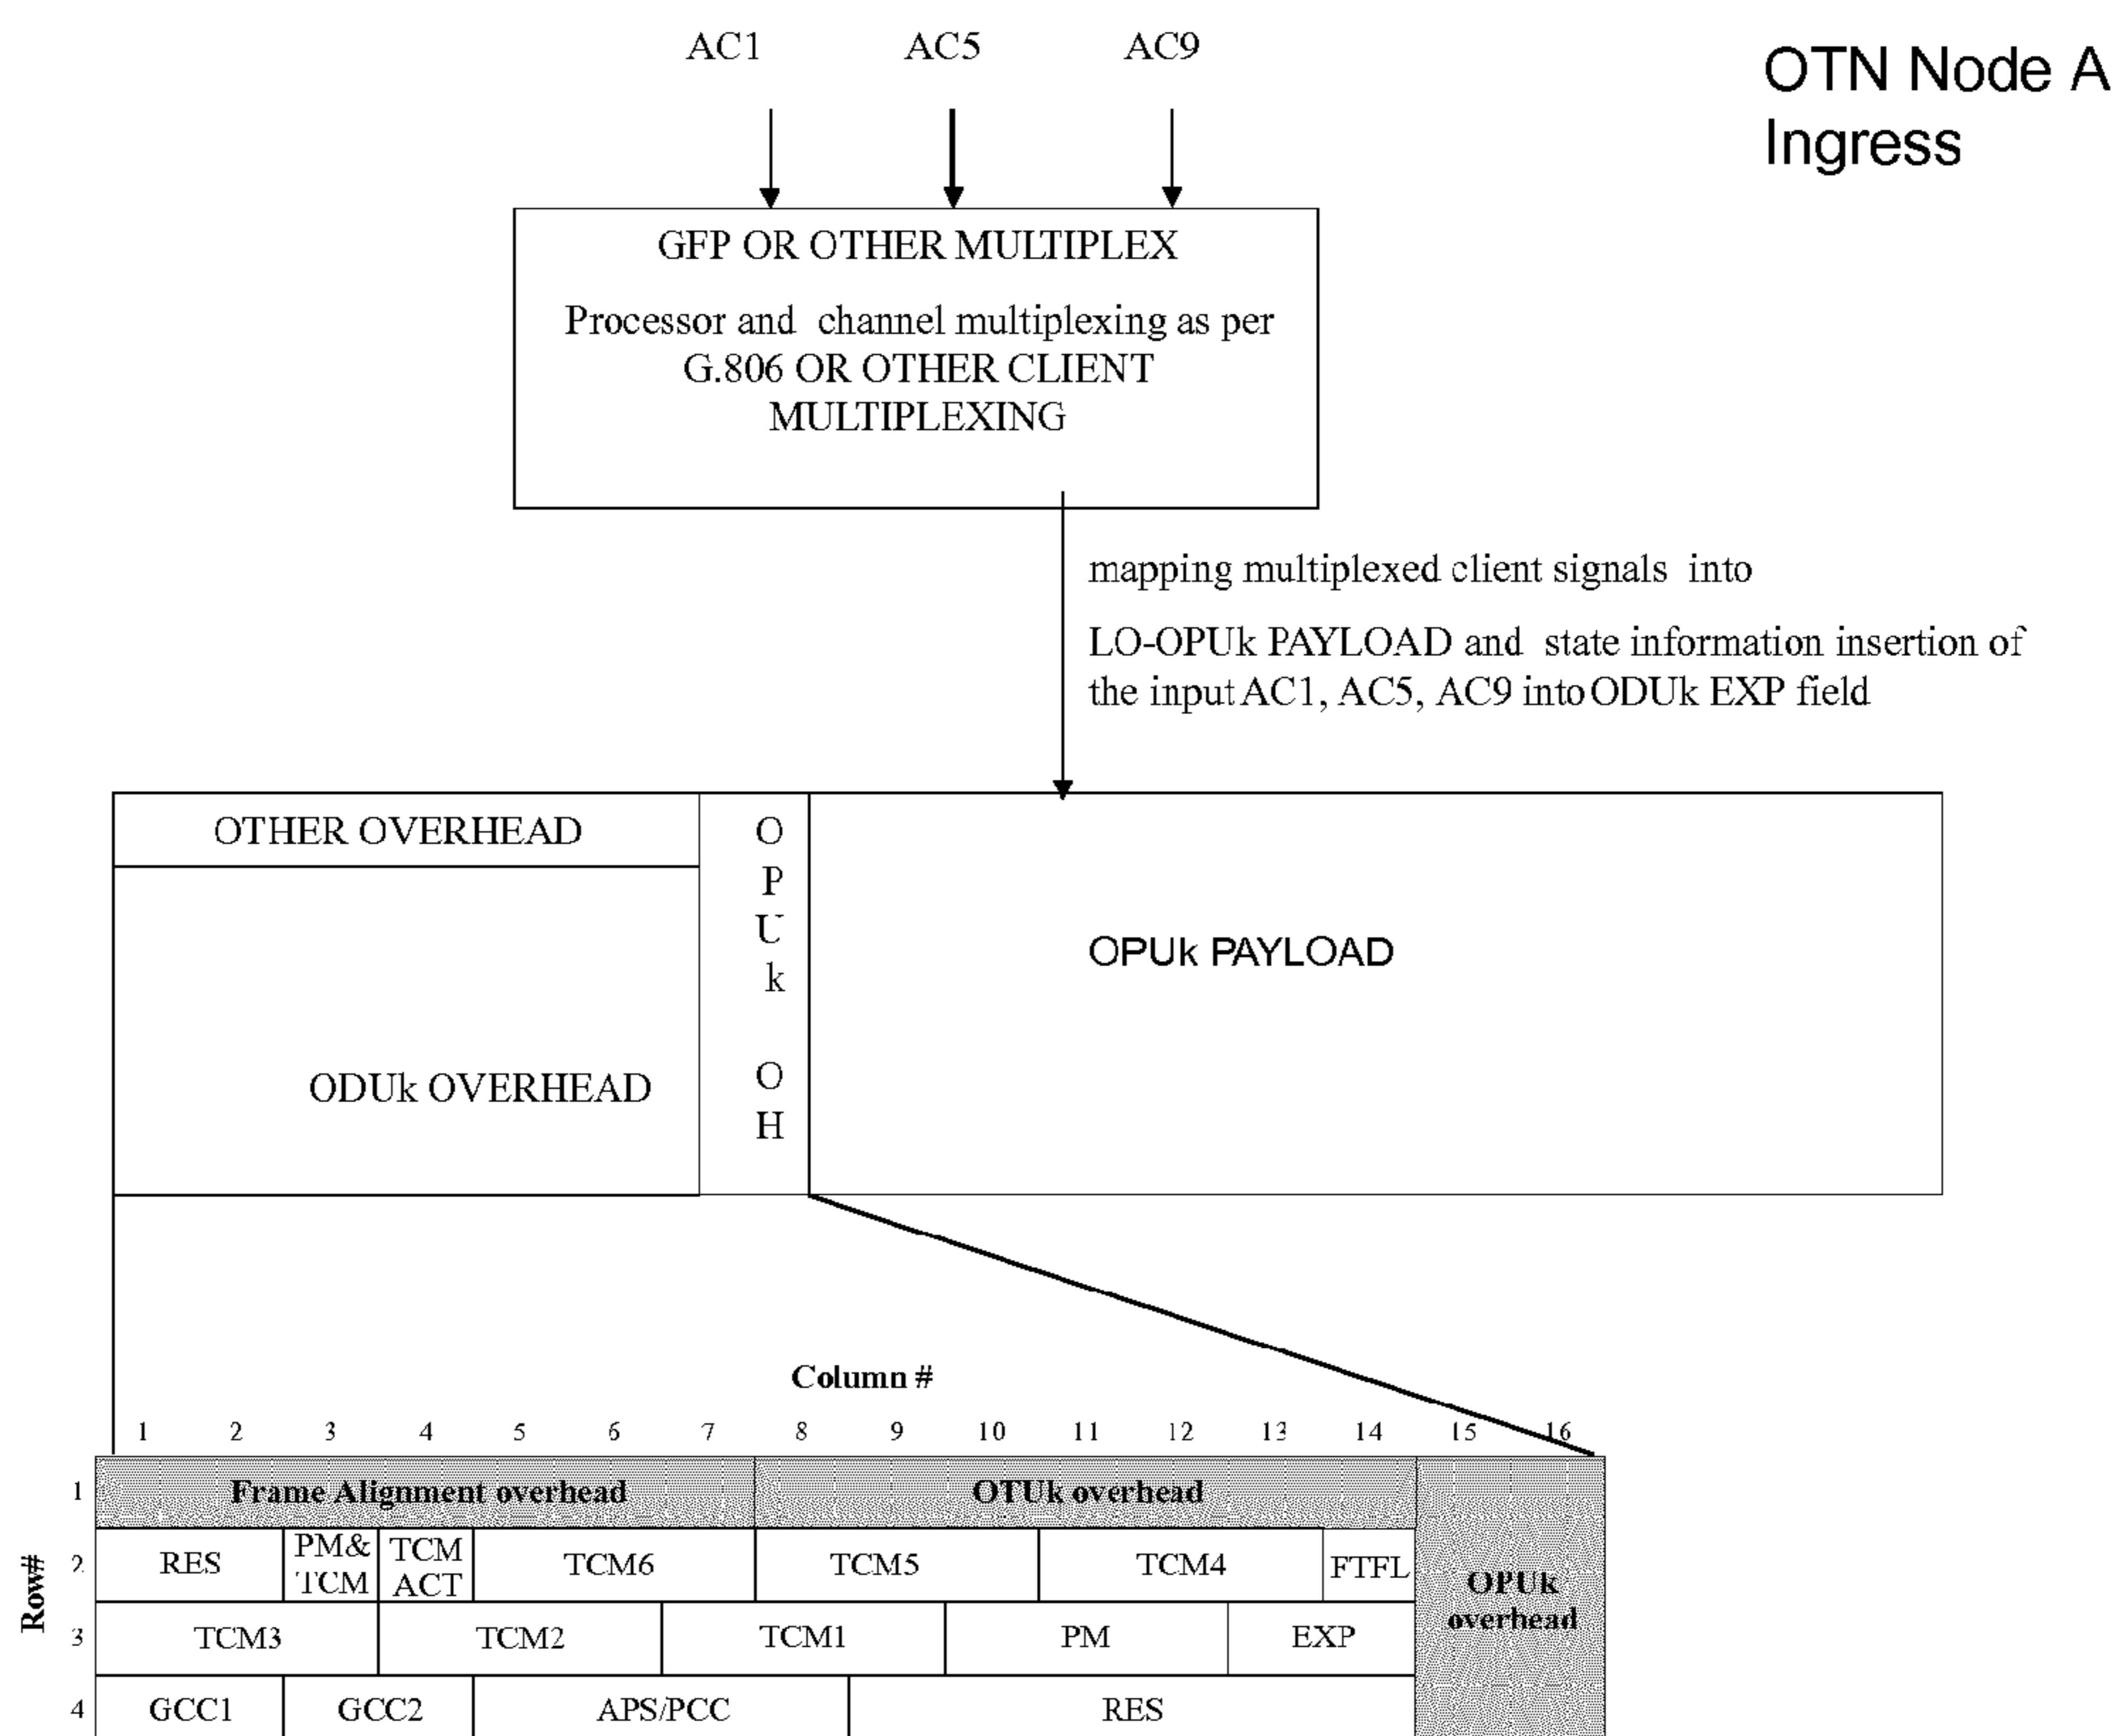 AC1 AC5 AC9
OTN Node A
Ingress
GFP OR OTHER MULTIPLEX
Processor and channel multiplexing as per
G.806 OR OTHER CLIENT
MULTIPLEXING
mapping multiplexed client signals into
LO-OPUk PAYLOAD and state information insertion of
the input AC1, AC5, AC9 into ODUk EXP field
OTHER OVERHEAD
ODUk OVERHEAD
O
P
U
k
O
H
OPUk PAYLOAD
Column #
1 2 3 4 5 6 7 8 9 10 11 12 13 14 15 16
Row#
1 Frame Alignment overhead OTUk overhead
2 RES PM& TCM TCM ACT TCM6 TCM5 TCM4 FTFL
OPUk
overhead
3 TCM3 TCM2 TCM1 PM EXP
4 GCC1 GCC2 APS/PCC RES